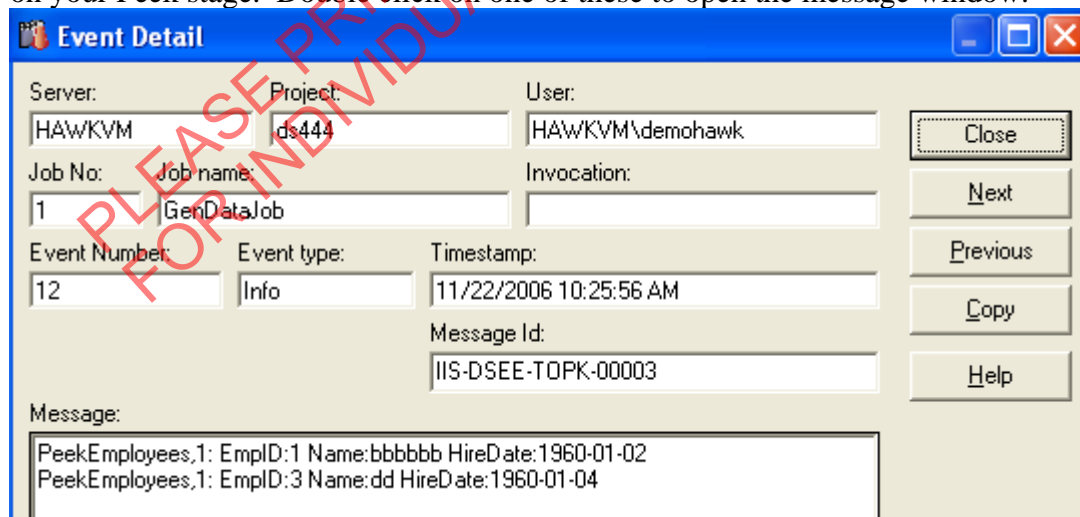 on your Peek stage. Double click on one of these to open the message window.
Event Detail
Server: Project: User:
HAWKVM ds444 HAWKVM\demohawk
Close
Job No: Job name: Invocation:
1 GenDataJob
Next
Event Number: Event type: Timestamp:
Previous
12 Info 11/22/2006 10:25:56 AM
Copy
Message Id:
IIS-DSEE-TOPK-00003
Help
Message:
PeekEmployees,1: EmpID:1 Name:bbbbbb HireDate:1960-01-02
PeekEmployees,1: EmpID:3 Name:dd HireDate:1960-01-04
PLEASE PRI
FOR INDIVIDUA